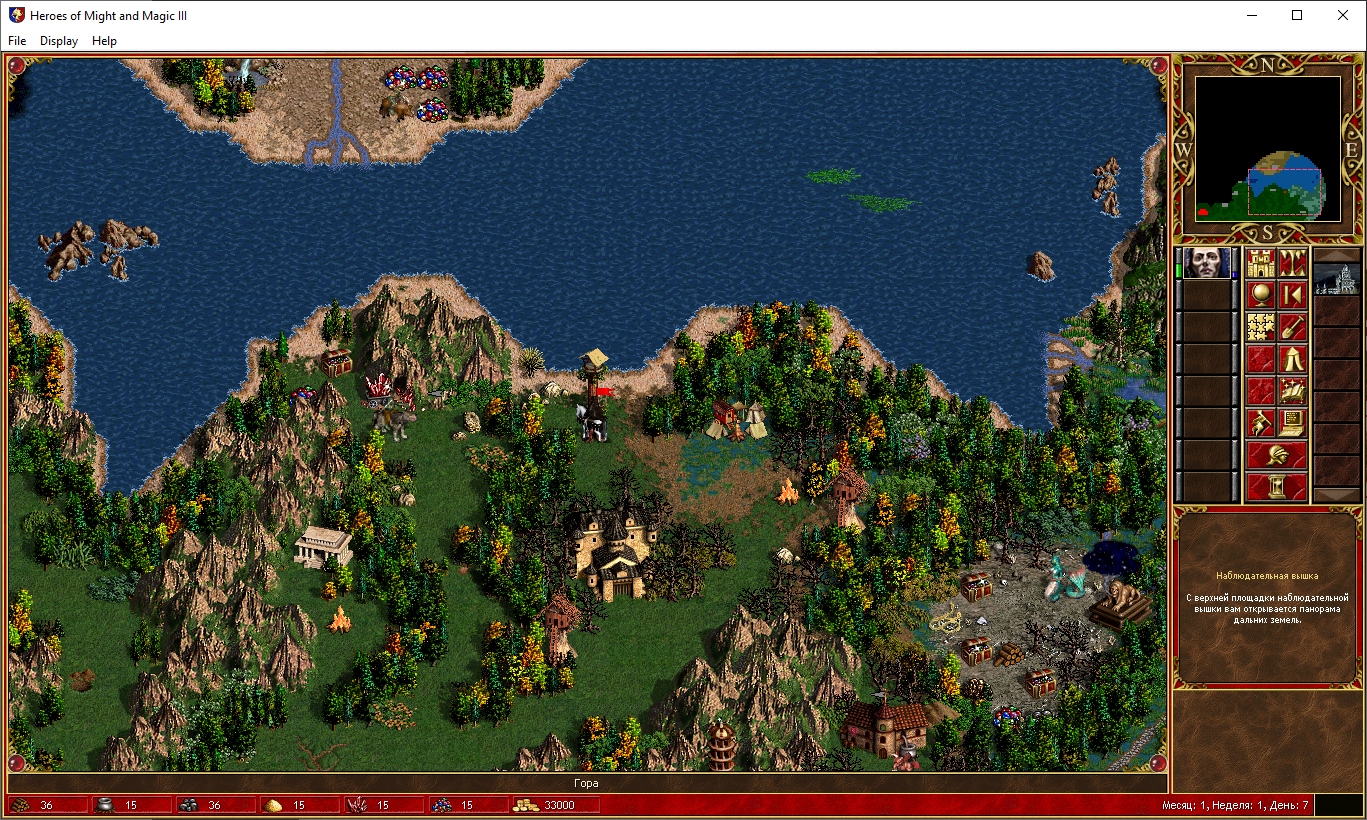 Heroes of Might and Magic III
File Display Help
N
W E
S
Наблюдательная вышка
С верхней площадки наблюдательной
вышки вам открывается панорама
дальних земель.
Гора
36 15 36 15 15 15 33000 Месяц: 1, Неделя: 1, День: 7